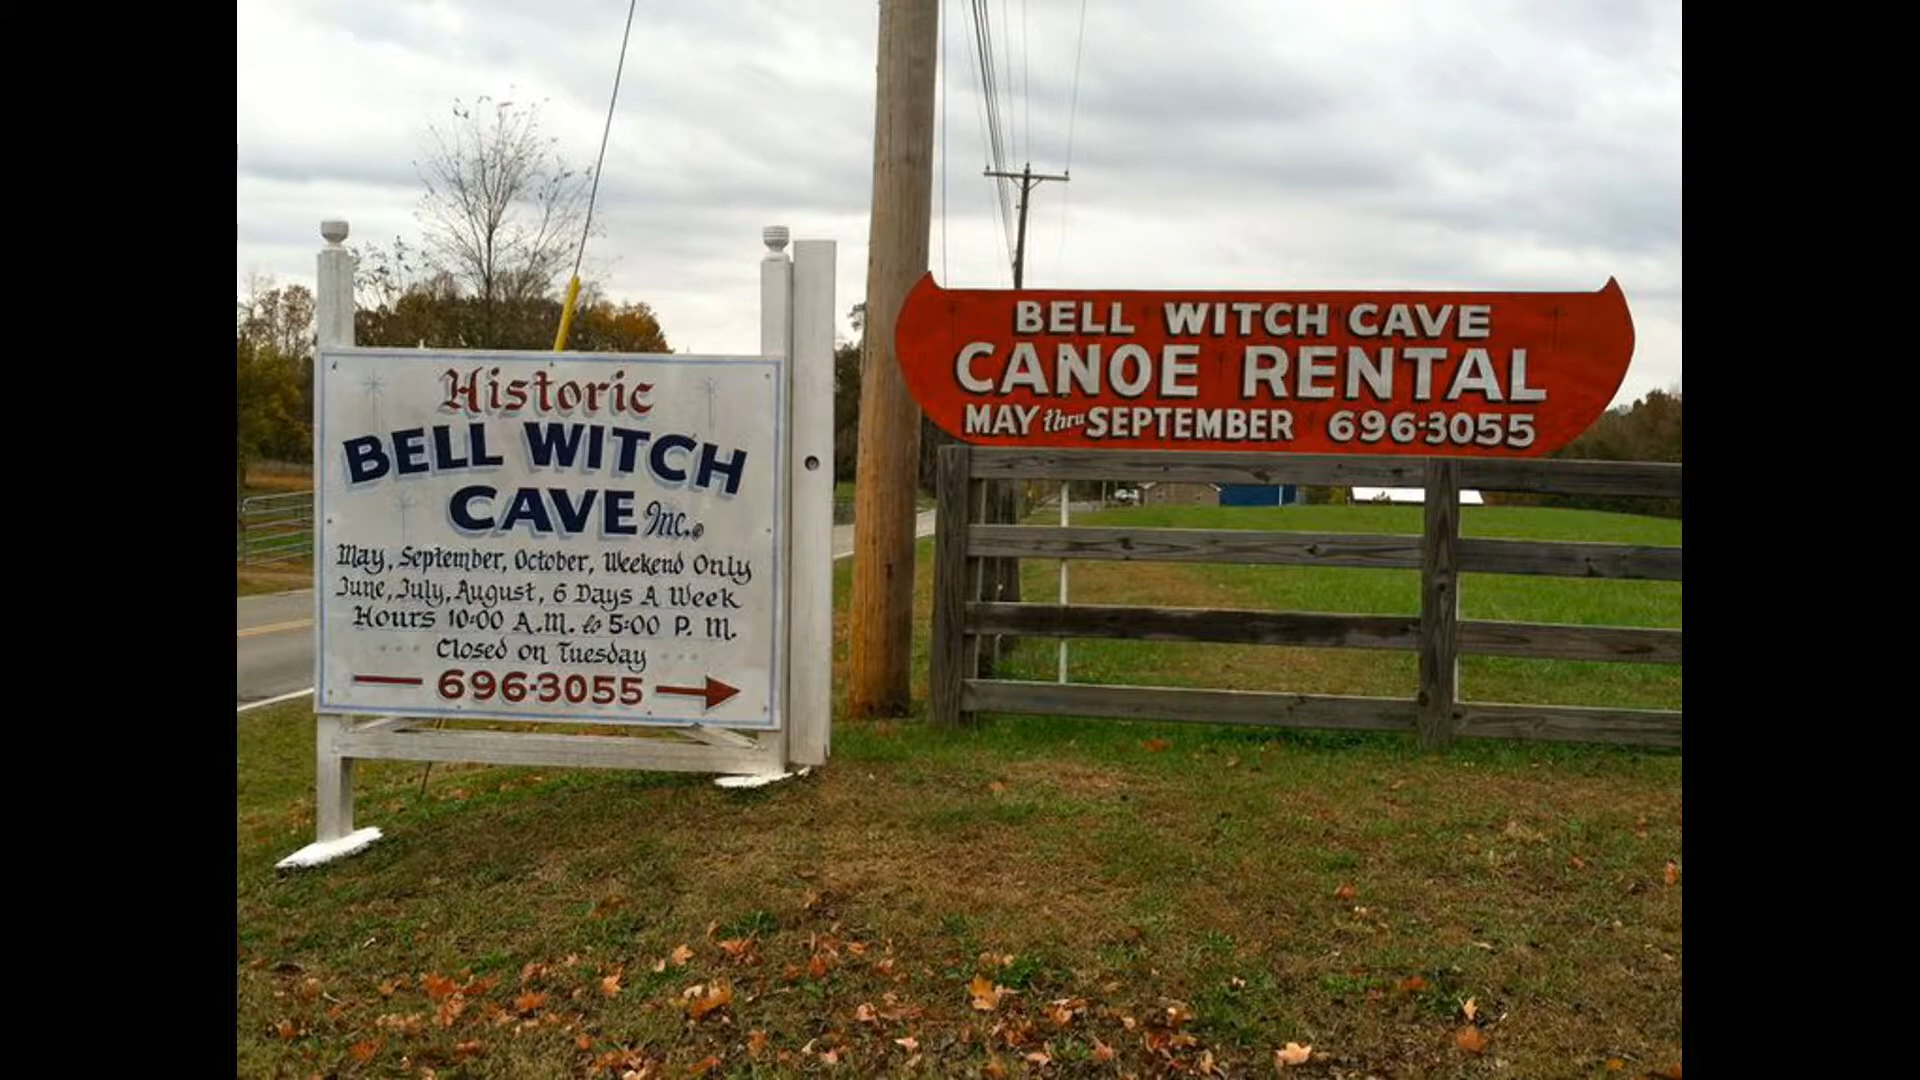 Historic
BELL WITCH
CAVE Inc.
May, September, October, Weekend Only
June, July, August, 6 Days A Week
Hours 10:00 A.M. to 5:00 P.M.
Closed on Tuesday
696-3055
BELL WITCH CAVE
CANOE RENTAL
MAY thru SEPTEMBER 696-3055